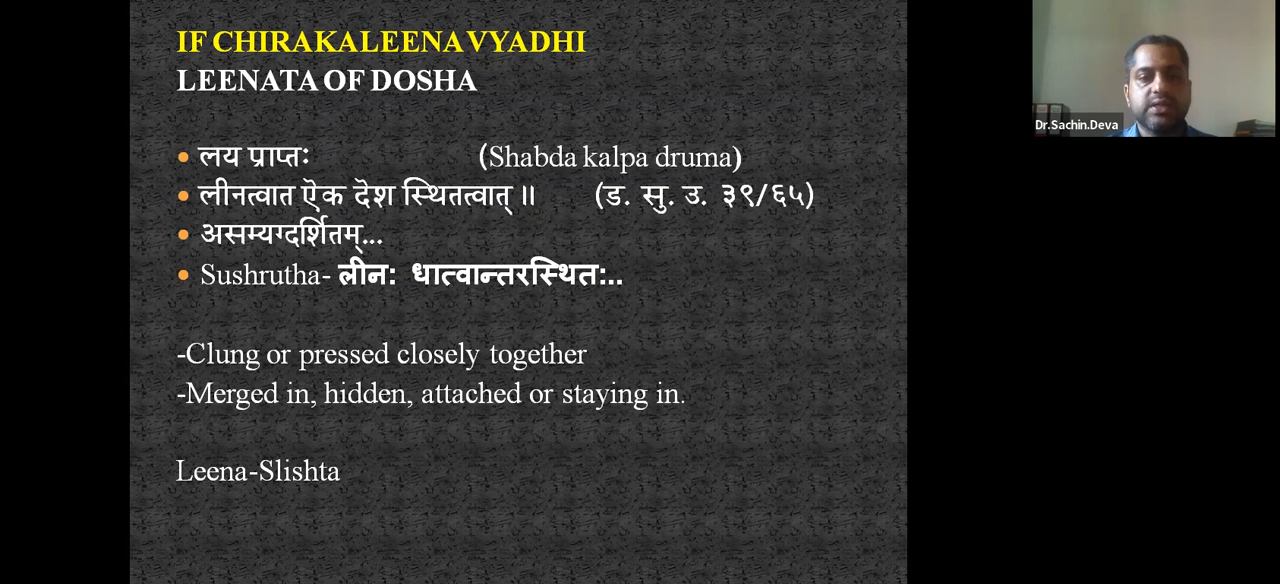 IF CHIRAKALEENA VYADHI
LEENATA OF DOSHA
• लय प्राप्तः (Shabda kalpa druma)
• लीनत्वात ऎक दॆश स्थितत्वात् ॥ (ड. सु. उ. ३९/६५)
• असम्यग्दर्शितम्...
• Sushrutha- लीन: धात्वान्तरस्थित:..
-Clung or pressed closely together
-Merged in, hidden, attached or staying in.
Leena-Slishta
Dr.Sachin.Deva